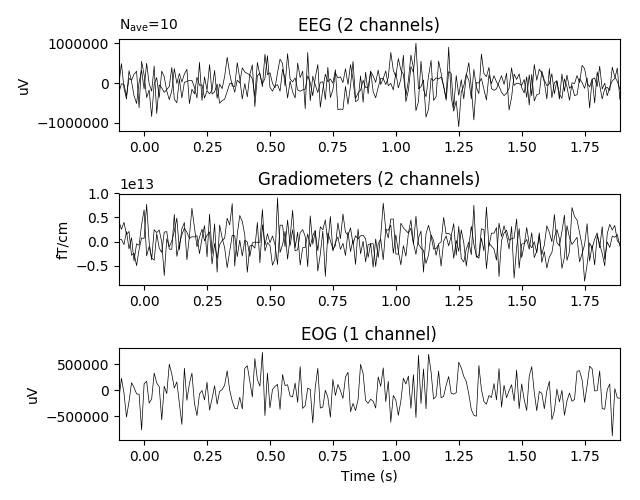 N_ave=10
EEG (2 channels)
1000000
0
−1000000
uV
0.00 0.25 0.50 0.75 1.00 1.25 1.50 1.75
Gradiometers (2 channels)
1e13
1.0
0.5
0.0
−0.5
fT/cm
0.00 0.25 0.50 0.75 1.00 1.25 1.50 1.75
EOG (1 channel)
500000
0
−500000
uV
0.00 0.25 0.50 0.75 1.00 1.25 1.50 1.75
Time (s)